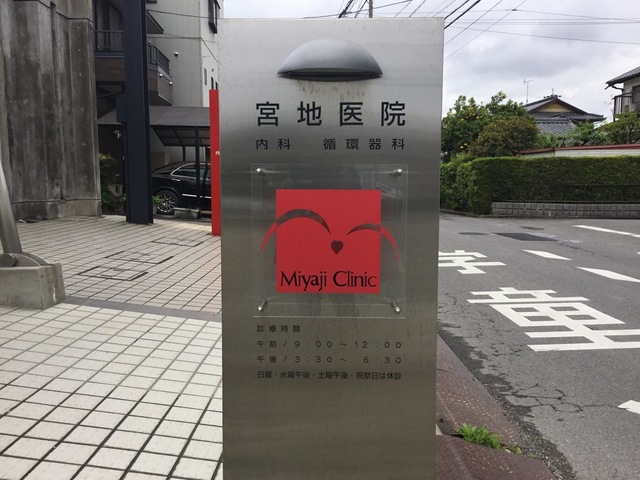 宮地医院
内科　循環器科
Miyaji Clinic
診療時間
午前/9:00～12:00
午後/3:30～ 6:30
日曜・水曜午後・土曜午後・祝祭日は休診